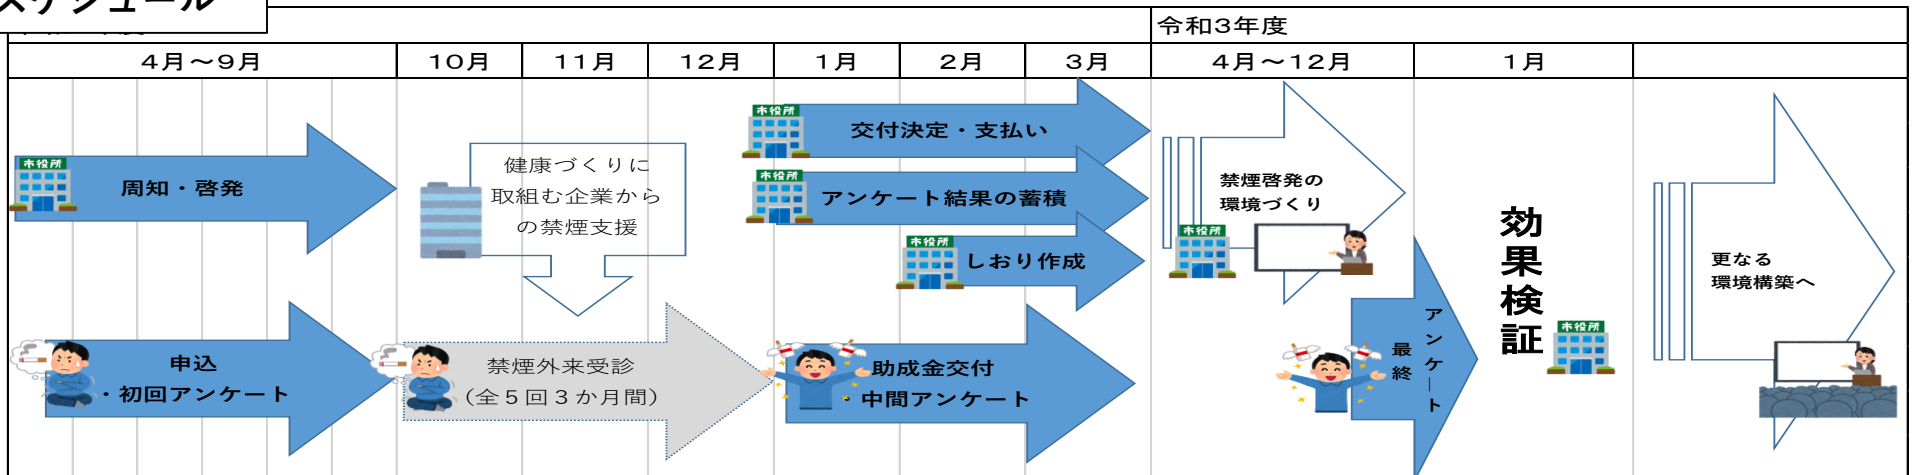 スケジュール
令和3年度
4月～9月
10月
11月
12月
1月
2月
3月
4月～12月
1月
市役所
周知・啓発
健康づくりに
取組む企業から
の禁煙支援
市役所
交付決定・支払い
市役所
アンケート結果の蓄積
市役所
しおり作成
禁煙啓発の
環境づくり
市役所
効果検証
市役所
更なる
環境構築へ
申込
・初回アンケート
禁煙外来受診
（全５回３か月間）
助成金交付
・中間アンケート
最終
アンケート